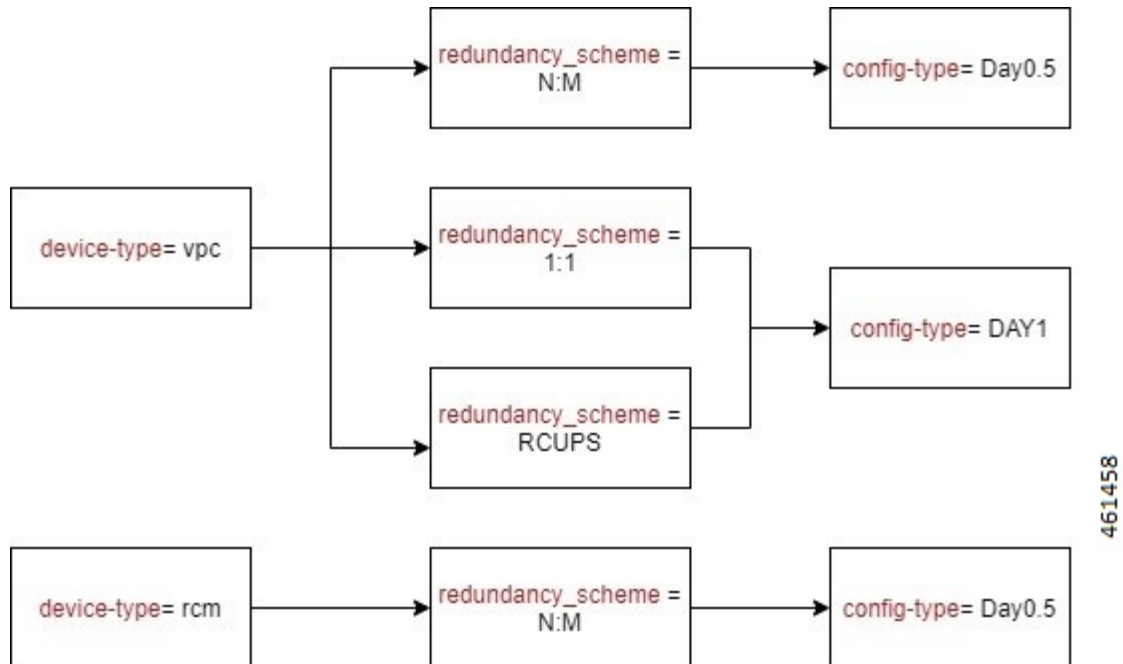 redundancy_scheme =
N:M
config-type= Day0.5
device-type= vpc
redundancy_scheme =
1:1
config-type= DAY1
redundancy_scheme =
RCUPS
461458
device-type= rcm
redundancy_scheme =
N:M
config-type= Day0.5